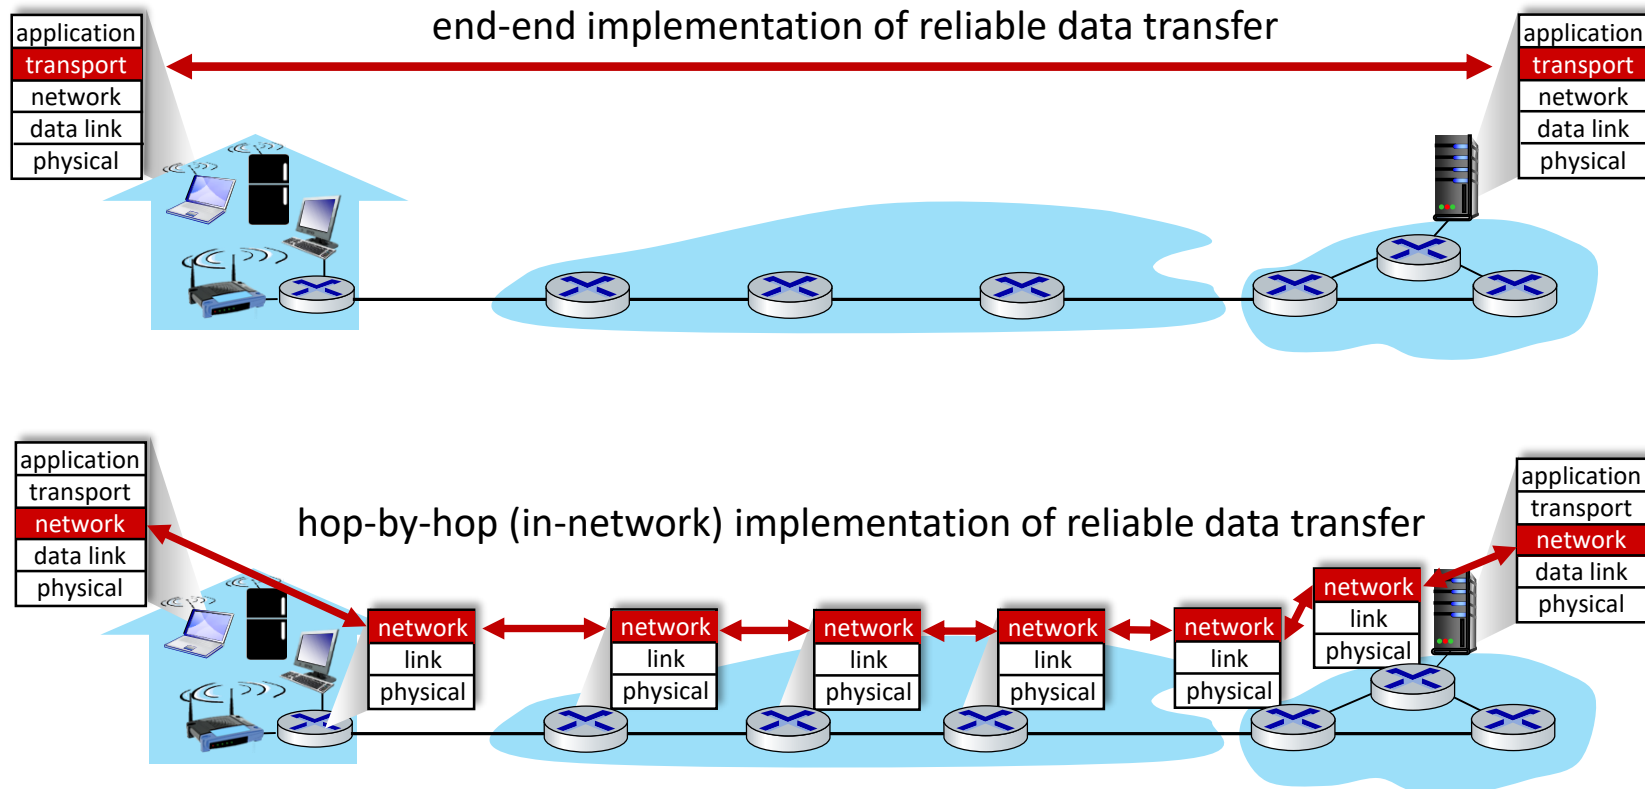 end-end implementation of reliable data transfer
application
transport
network
data link
physical
application
transport
network
data link
physical
hop-by-hop (in-network) implementation of reliable data transfer
application
transport
network
data link
physical
network
link
physical
network
link
physical
network
link
physical
network
link
physical
network
link
physical
network
link
physical
application
transport
network
data link
physical